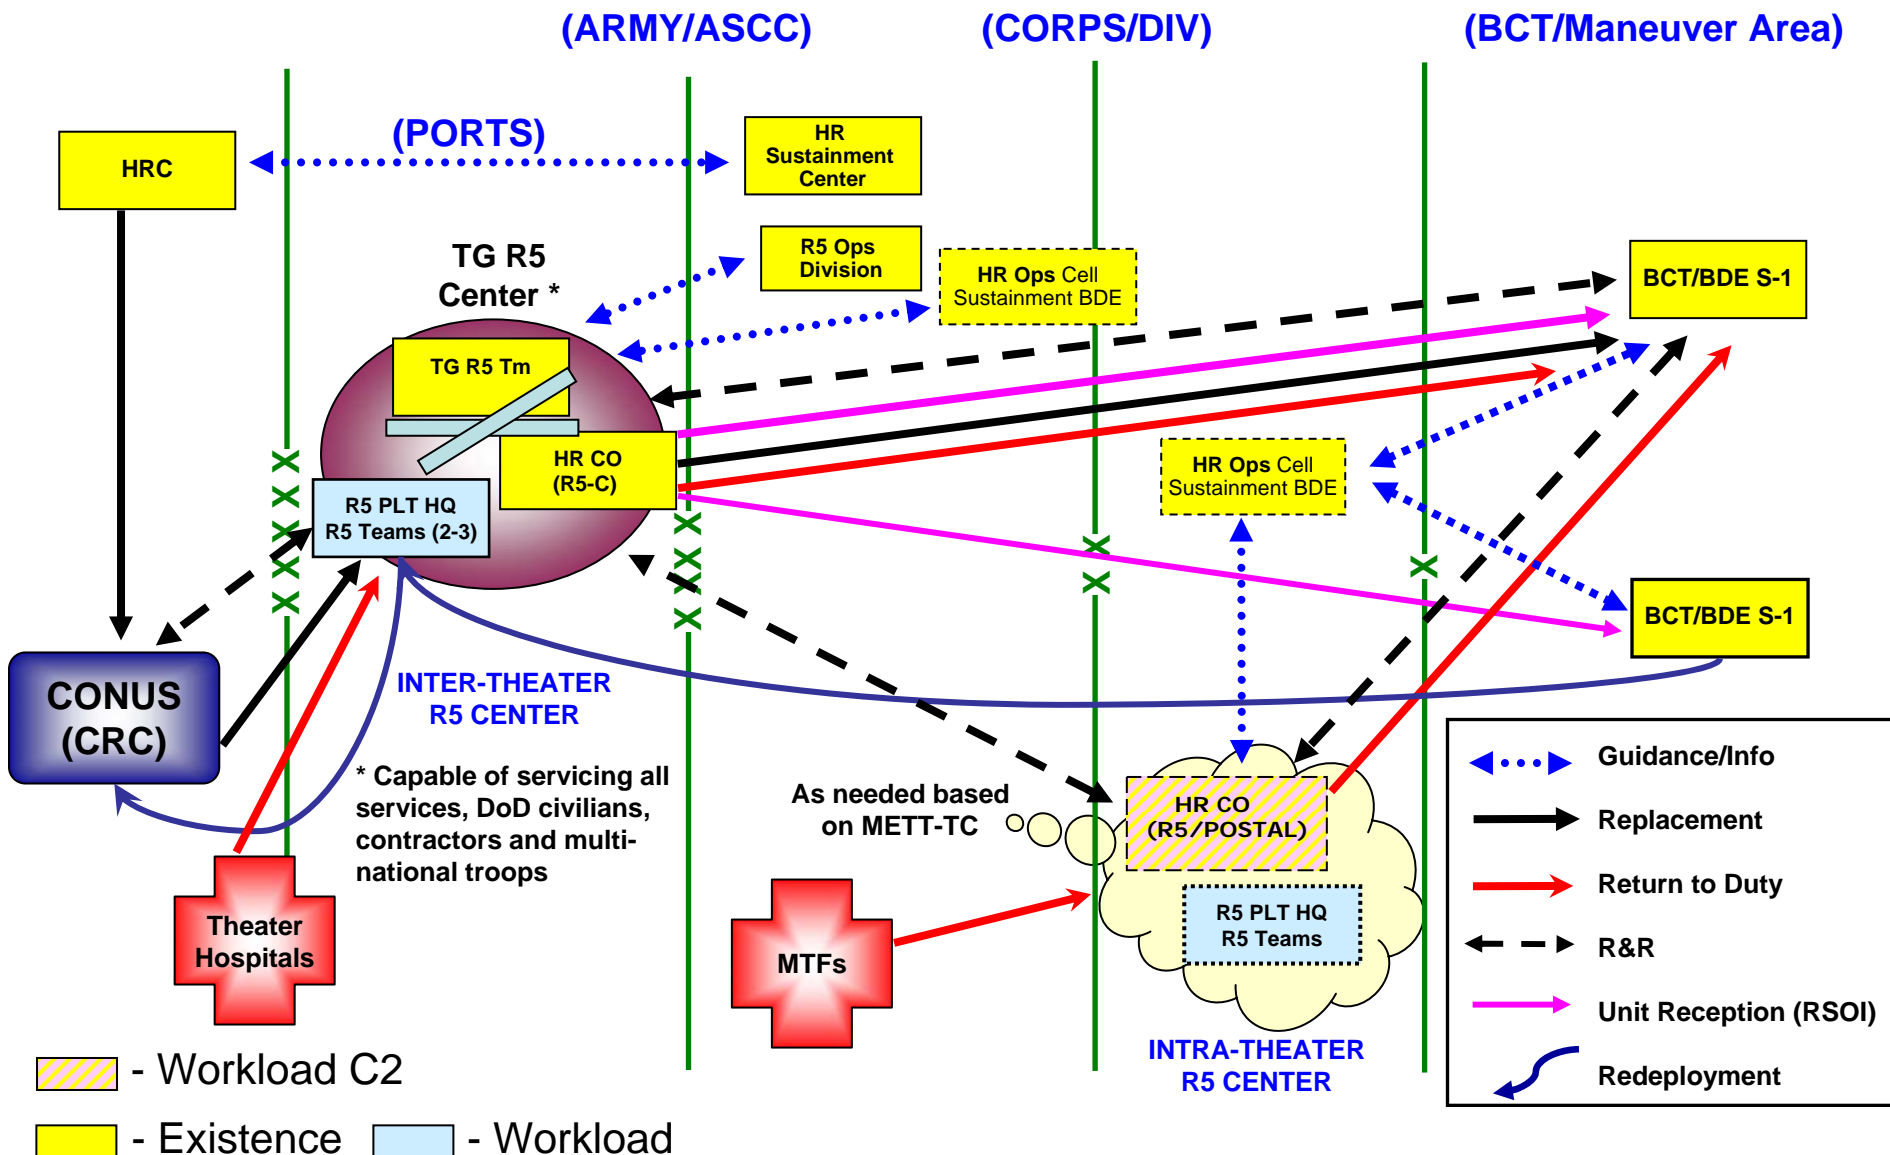 (ARMY/ASCC)
(CORPS/DIV)
(BCT/Maneuver Area)
(PORTS)
HRC
HR
Sustainment
Center
R5 Ops
Division
TG R5
Center *
HR Ops Cell
Sustainment BDE
BCT/BDE S-1
TG R5 Tm
HR CO
(R5-C)
R5 PLT HQ
R5 Teams (2-3)
HR Ops Cell
Sustainment BDE
BCT/BDE S-1
CONUS
(CRC)
INTER-THEATER
R5 CENTER
* Capable of servicing all
services, DoD civilians,
contractors and multi-
national troops
As needed based
on METT-TC
HR CO
(R5/POSTAL)
R5 PLT HQ
R5 Teams
Theater
Hospitals
MTFs
INTRA-THEATER
R5 CENTER
Guidance/Info
Replacement
Return to Duty
R&R
Unit Reception (RSOI)
Redeployment
- Workload C2
- Existence
- Workload